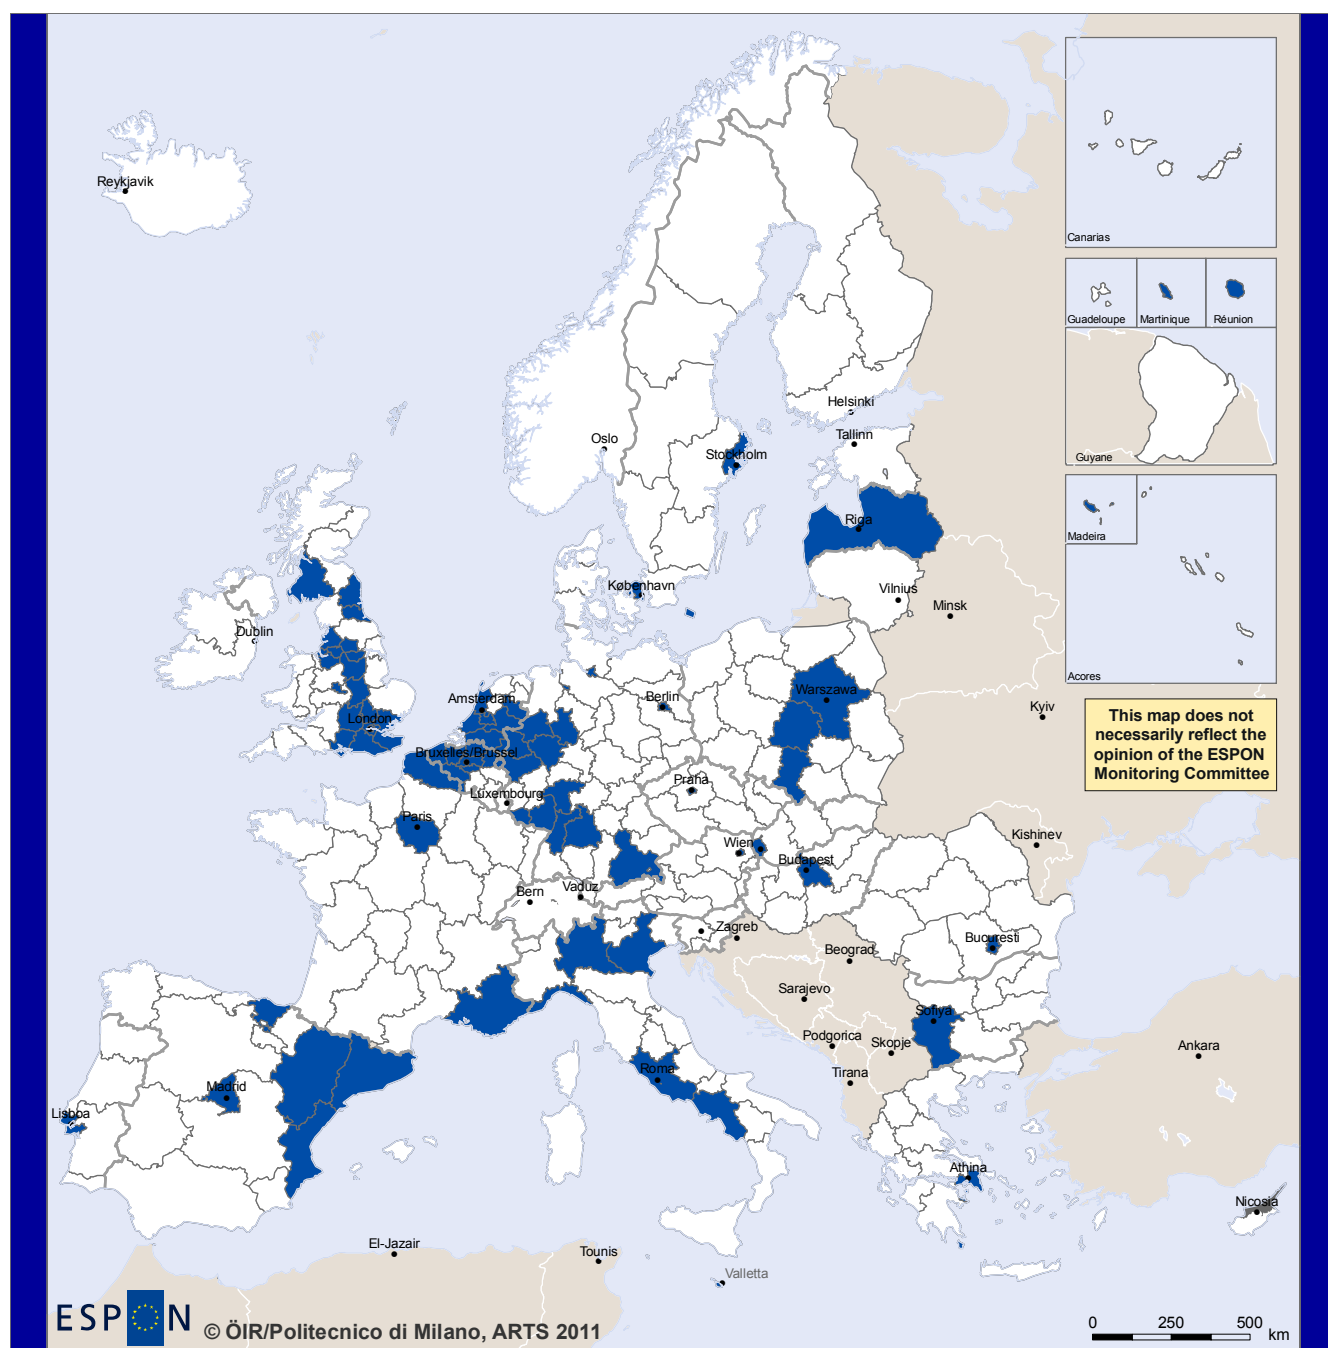 Reykjavik
Canarias
Guadeloupe
Martinique
Réunion
Helsinki
Tallinn
Oslo
Stockholm
Guyane
Riga
Madeira
København
Vilnius
Minsk
Dublin
Acores
Amsterdam
Berlin
Warszawa
London
Kyiv
This map does not
necessarily reflect the
opinion of the ESPON
Monitoring Committee
Bruxelles/Brussel
Praha
Luxembourg
Paris
Kishinev
Wien
Budapest
Bern
Vaduz
Zagreb
Bucuresti
Beograd
Sarajevo
Sofiya
Podgorica
Skopje
Ankara
Tirana
Madrid
Roma
Lisboa
Athina
Nicosia
El-Jazair
Tounis
Valletta
ESPON
© ÖIR/Politecnico di Milano, ARTS 2011
0 250 500
km